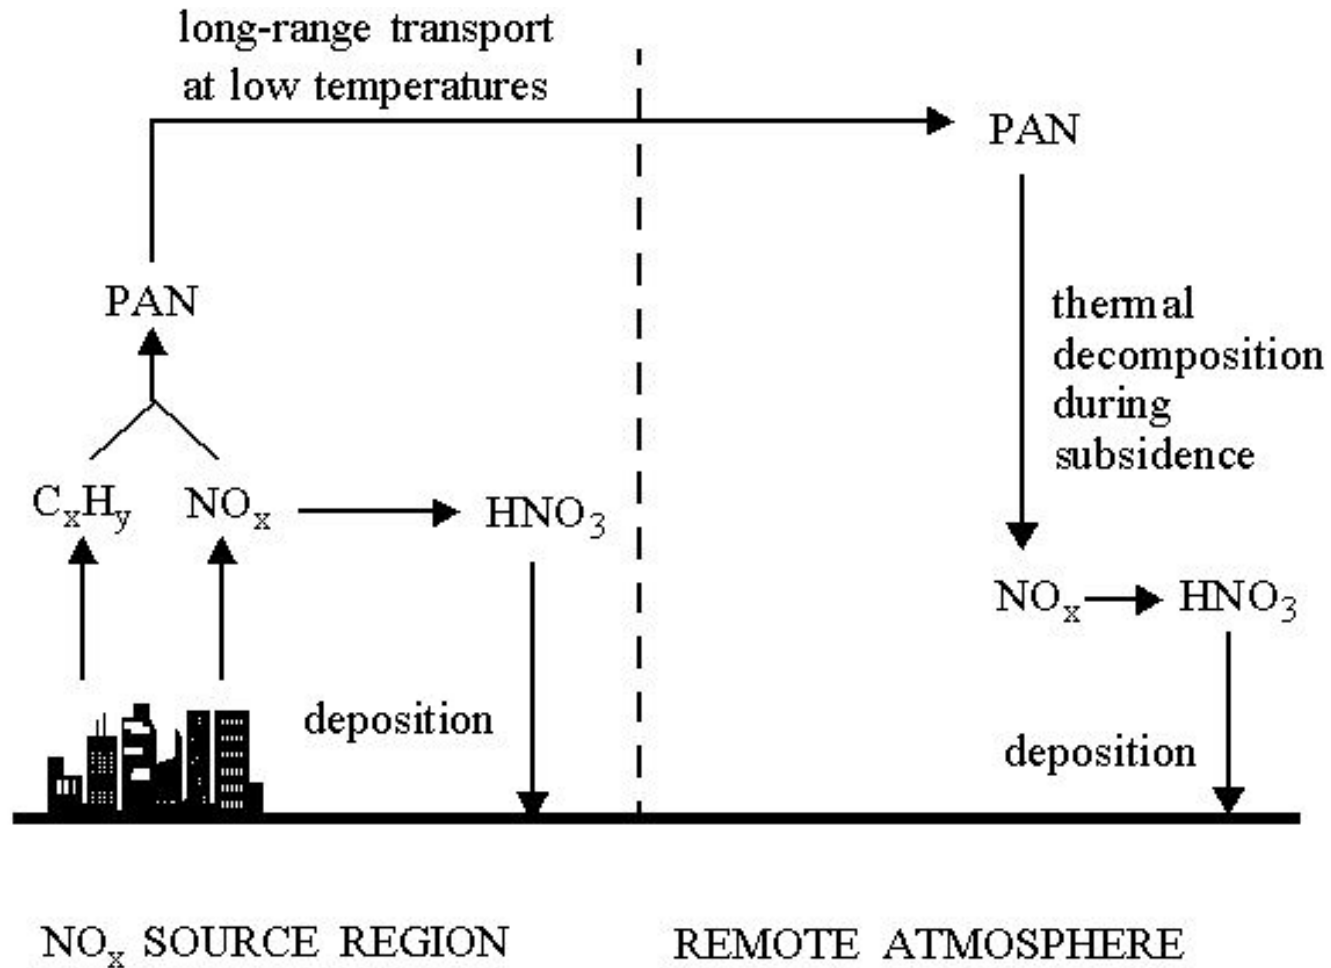 long-range transport
at low temperatures
PAN
PAN
thermal
decomposition
during
subsidence
CₓHᵧ
NOₓ
HNO₃
NOₓ
HNO₃
deposition
deposition
NOₓ SOURCE REGION
REMOTE ATMOSPHERE